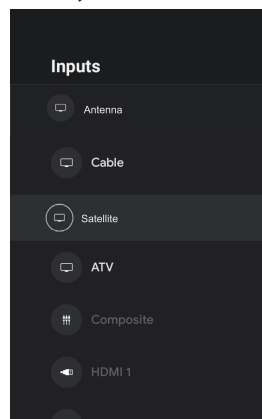 Inputs
Antenna
Cable
Satellite
ATV
Composite
HDMI 1